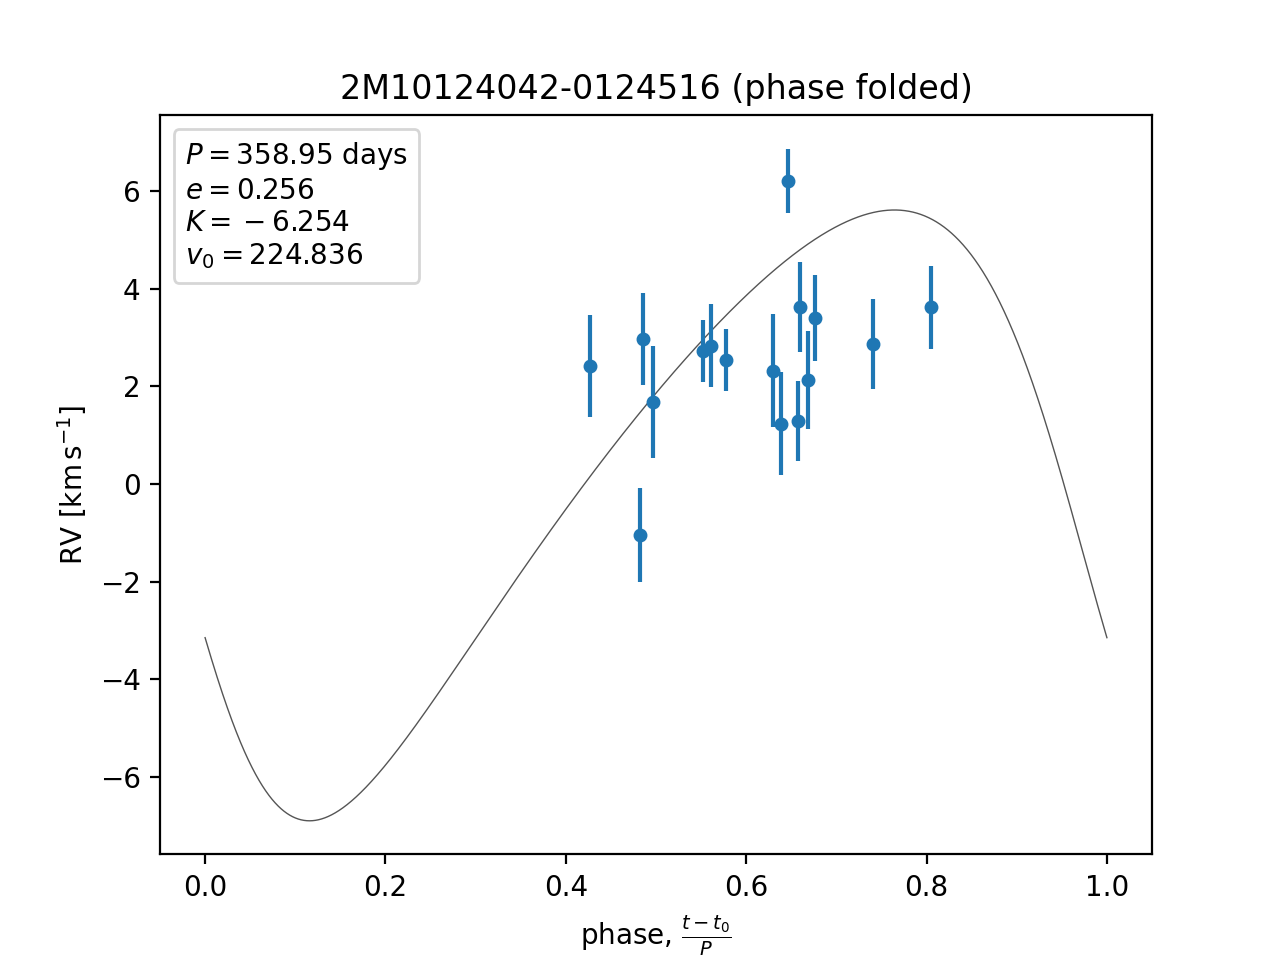 2M10124042-0124516 (phase folded)
P = 358.95 days
e = 0.256
K = −6.254
v₀ = 224.836
RV [km s⁻¹]
6
4
2
0
−2
−4
−6
0.0 0.2 0.4 0.6 0.8 1.0
phase, (t − t₀)/P